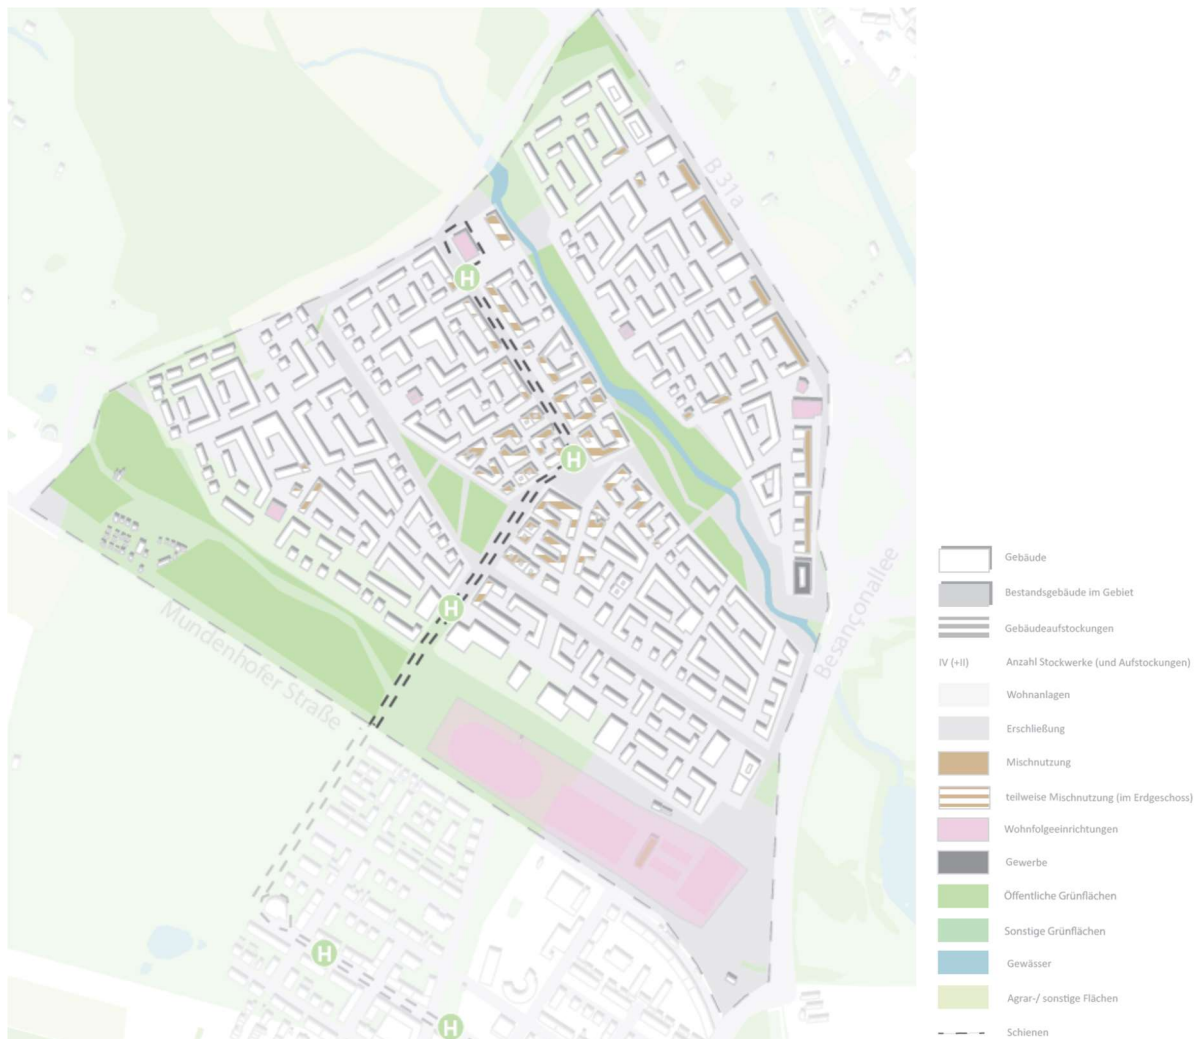 B 31a
H
H
H
Besançonallee
Mundenhofer Straße
H
H
Gebäude
Bestandsgebäude im Gebiet
Gebäudeaufstockungen
IV (+II) Anzahl Stockwerke (und Aufstockungen)
Wohnanlagen
Erschließung
Mischnutzung
teilweise Mischnutzung (im Erdgeschoss)
Wohnfolgeeinrichtungen
Gewerbe
Öffentliche Grünflächen
Sonstige Grünflächen
Gewässer
Agrar-/ sonstige Flächen
Schienen